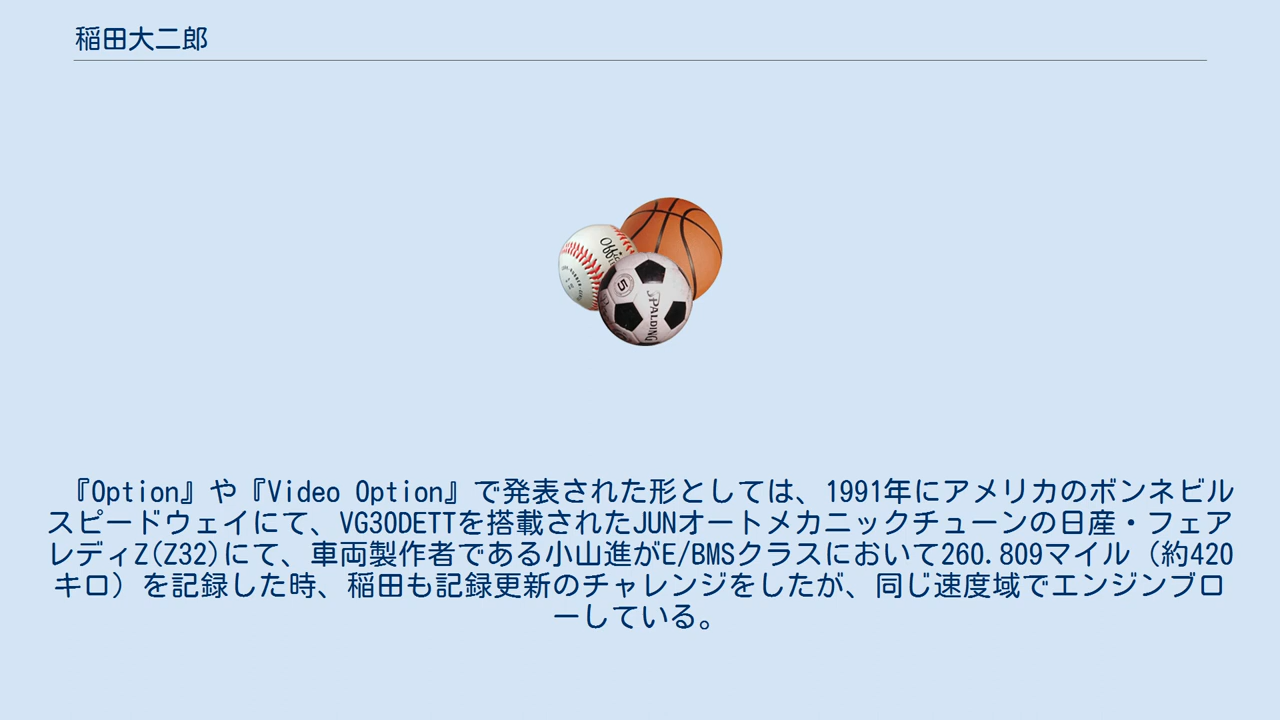 稲田大二郎
Offic
5
SPALDING
『Option』や『Video Option』で発表された形としては、1991年にアメリカのボンネビル
スピードウェイにて、VG30DETTを搭載されたJUNオートメカニックチューンの日産・フェア
レディZ(Z32)にて、車両製作者である小山進がE/BMSクラスにおいて260.809マイル（約420
キロ）を記録した時、稲田も記録更新のチャレンジをしたが、同じ速度域でエンジンブロ
ーしている。